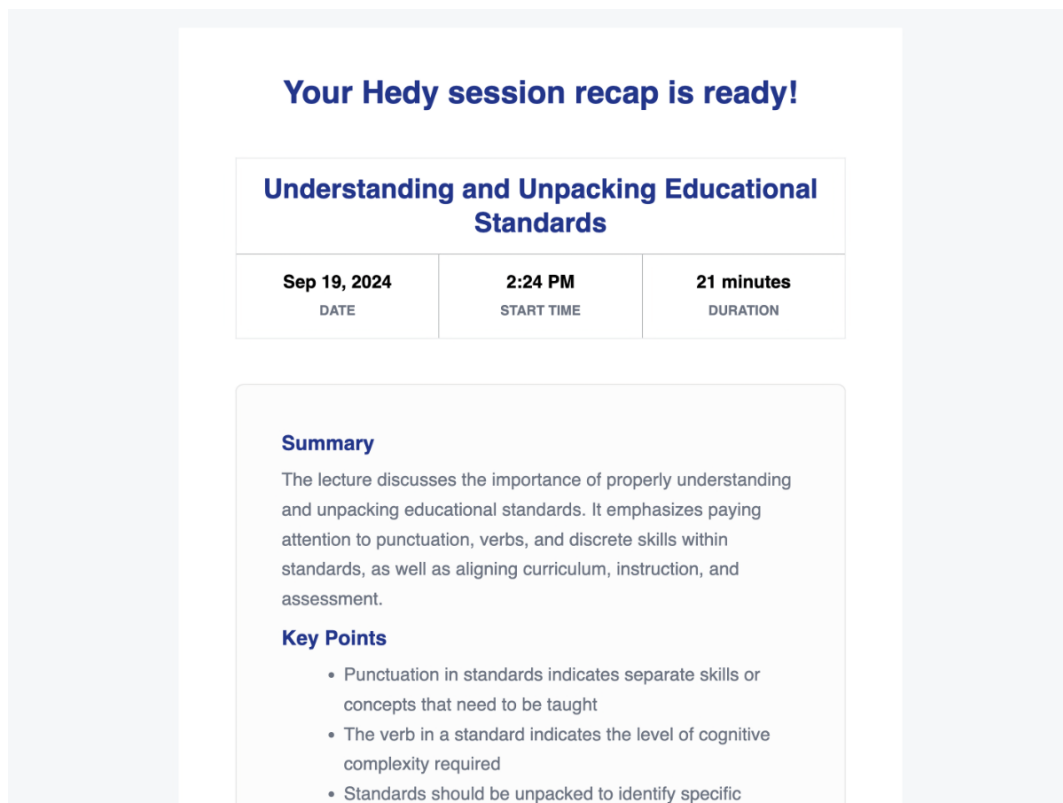 Your Hedy session recap is ready!
Understanding and Unpacking Educational
Standards
Sep 19, 2024
DATE
2:24 PM
START TIME
21 minutes
DURATION
Summary
The lecture discusses the importance of properly understanding
and unpacking educational standards. It emphasizes paying
attention to punctuation, verbs, and discrete skills within
standards, as well as aligning curriculum, instruction, and
assessment.
Key Points
• Punctuation in standards indicates separate skills or
concepts that need to be taught
• The verb in a standard indicates the level of cognitive
complexity required
• Standards should be unpacked to identify specific